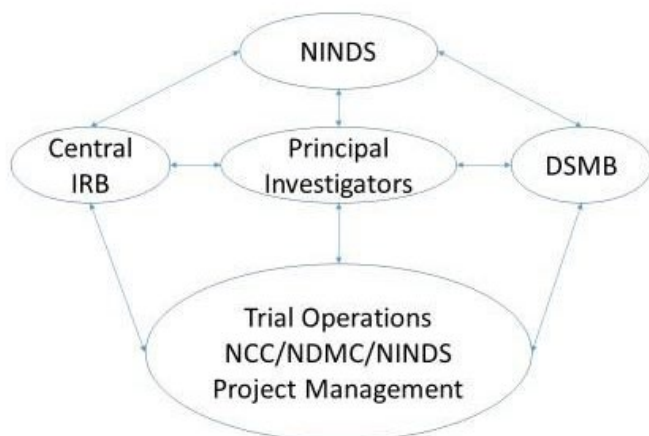 NINDS
Central
IRB
Principal
Investigators
DSMB
Trial Operations
NCC/NDMC/NINDS
Project Management